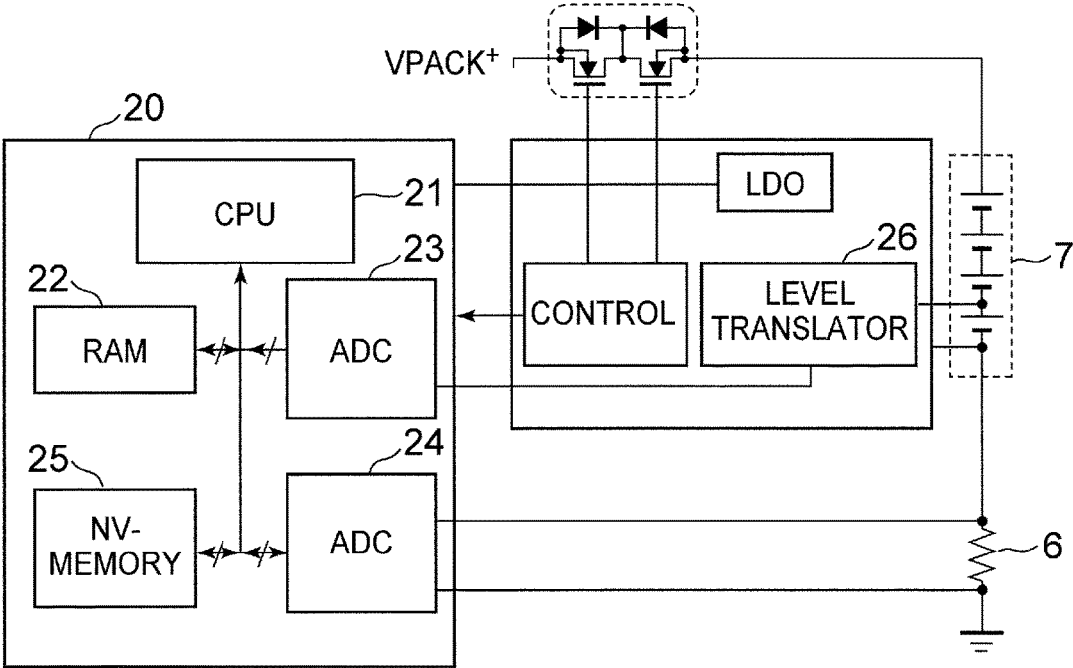 VPACK+
20
CPU
21
LDO
22
RAM
23
ADC
CONTROL
26
LEVEL
TRANSLATOR
7
25
NV-
MEMORY
24
ADC
6